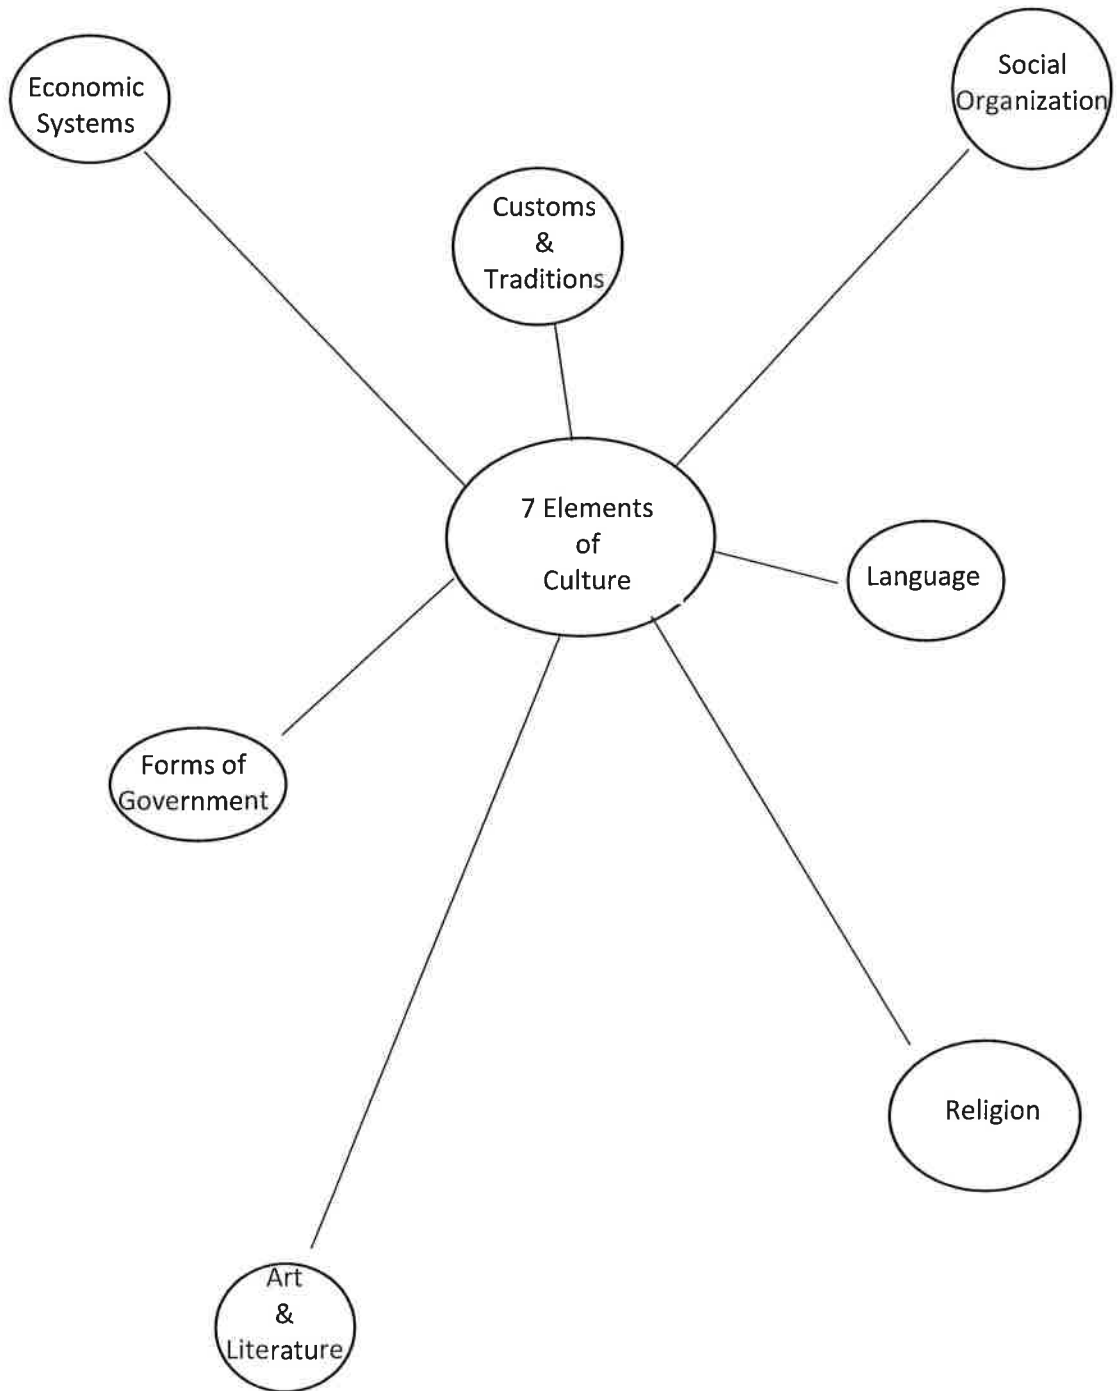 Economic
Systems
Social
Organization
Customs
&
Traditions
7 Elements
of
Culture
Language
Forms of
Government
Religion
Art
&
Literature